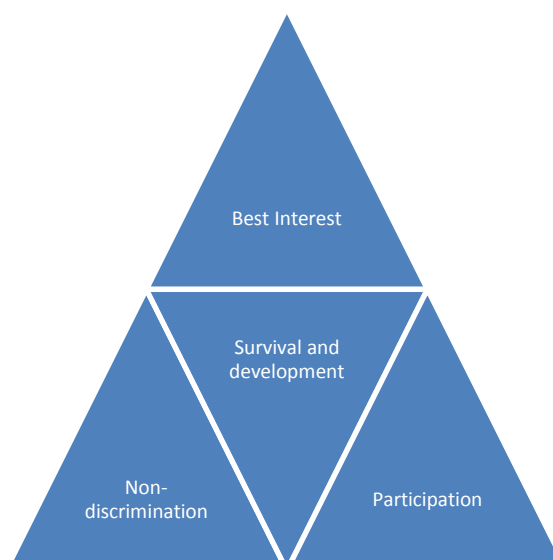 Best Interest
Survival and
development
Non-
discrimination
Participation